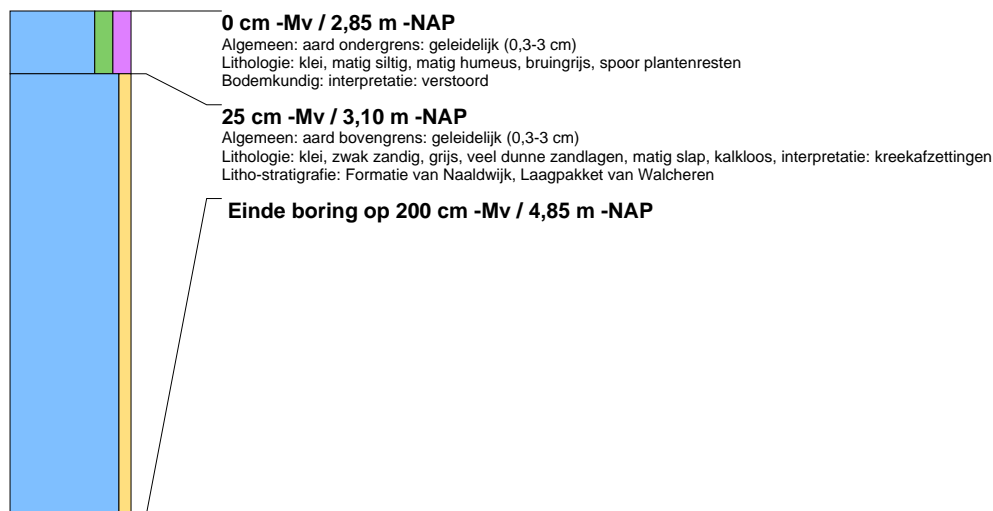 0 cm -Mv / 2,85 m -NAP
Algemeen: aard ondergrens: geleidelijk (0,3-3 cm)
Lithologie: klei, matig siltig, matig humeus, bruingrijs, spoor plantenresten
Bodemkundig: interpretatie: verstoord
25 cm -Mv / 3,10 m -NAP
Algemeen: aard bovengrens: geleidelijk (0,3-3 cm)
Lithologie: klei, zwak zandig, grijs, veel dunne zandlagen, matig slap, kalkloos, interpretatie: kreekafzettingen
Litho-stratigrafie: Formatie van Naaldwijk, Laagpakket van Walcheren
Einde boring op 200 cm -Mv / 4,85 m -NAP